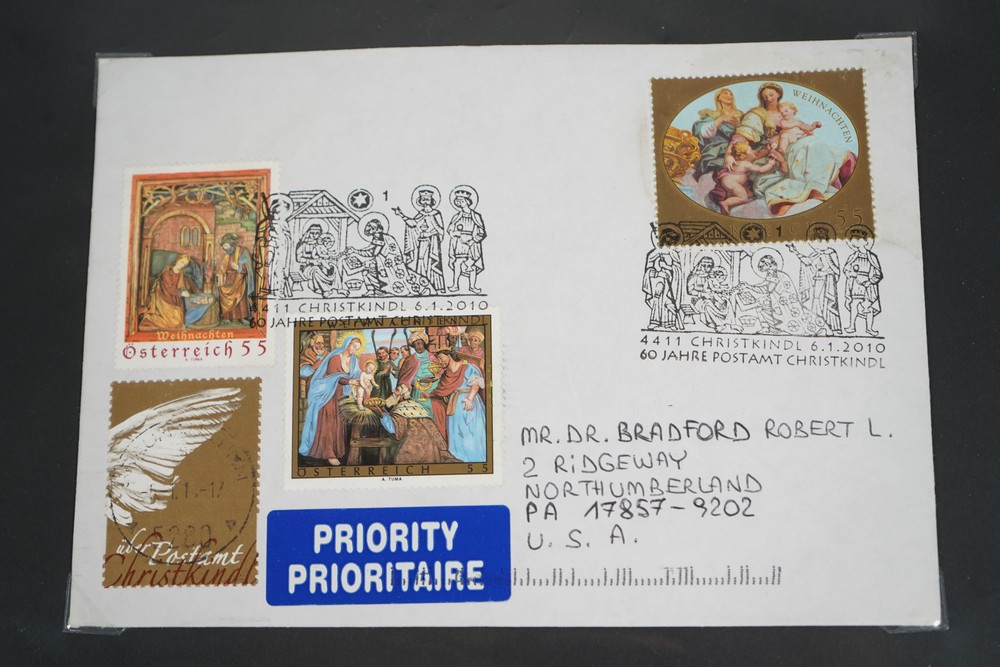 WEIHNACHTEN
55
Weihnachten
Österreich 55
A. TUMA
1
4411 CHRISTKINDL 6.1.2010
60 JAHRE POSTAMT CHRISTKINDL
1
4411 CHRISTKINDL 6.1.2010
60 JAHRE POSTAMT CHRISTKINDL
ÖSTERREICH 55
A. TUMA
über Postamt
Christkindl
MR. DR. BRADFORD ROBERT L.
2 RIDGEWAY
NORTHUMBERLAND
PA 17857-9202
U. S. A.
PRIORITY
PRIORITAIRE